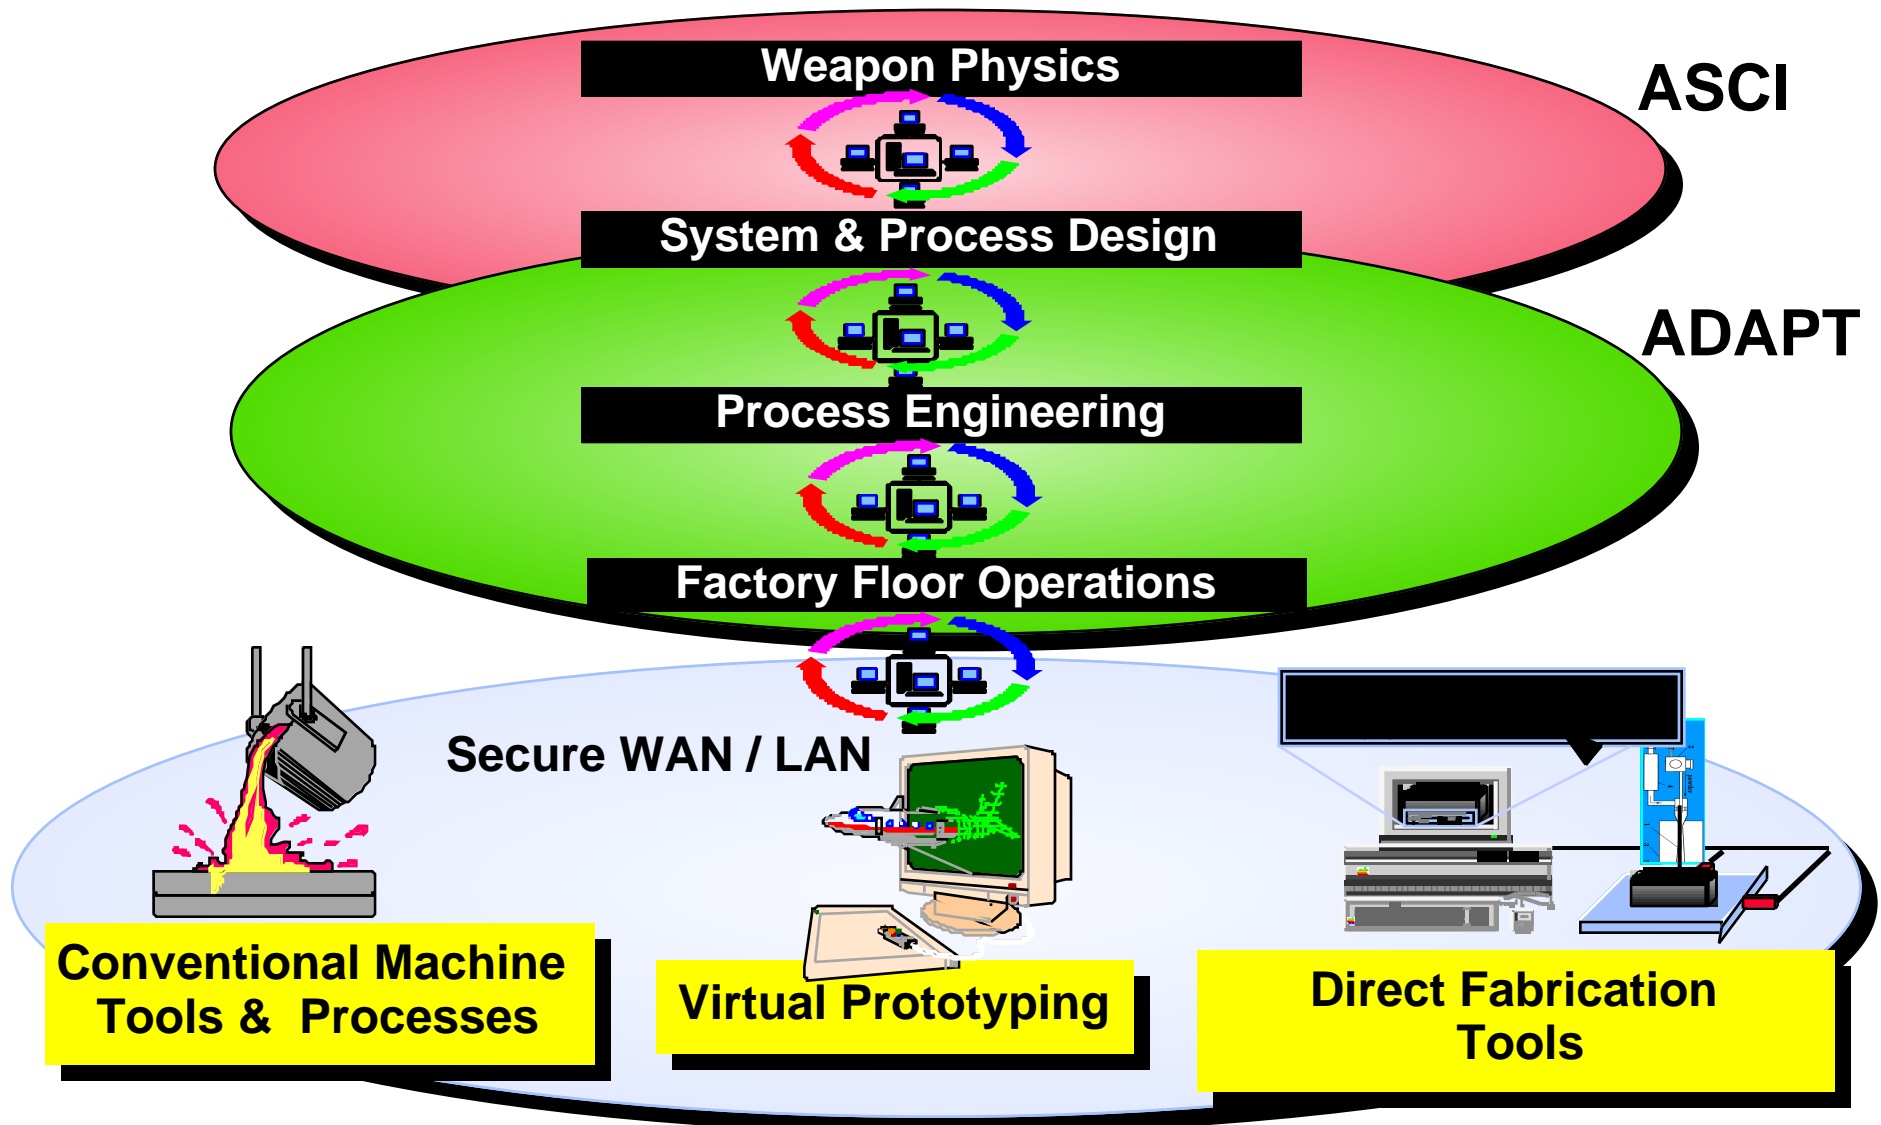 Weapon Physics
ASCI
System & Process Design
ADAPT
Process Engineering
Factory Floor Operations
Secure WAN / LAN
Conventional Machine
Tools & Processes
Virtual Prototyping
Direct Fabrication
Tools